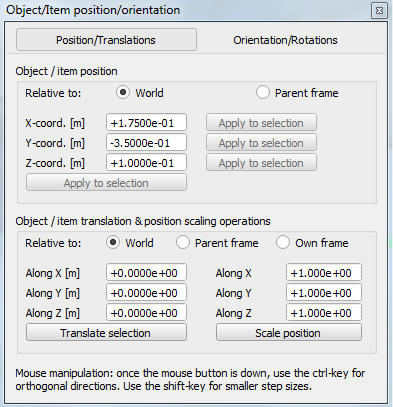 Object/Item position/orientation
Position/Translations Orientation/Rotations
Object / item position
Relative to: World Parent frame
X-coord. [m] +1.7500e-01 Apply to selection
Y-coord. [m] -3.5000e-01 Apply to selection
Z-coord. [m] +1.0000e-01 Apply to selection
Apply to selection
Object / item translation & position scaling operations
Relative to: World Parent frame Own frame
Along X [m] +0.0000e+00 Along X +1.000e+00
Along Y [m] +0.0000e+00 Along Y +1.000e+00
Along Z [m] +0.0000e+00 Along Z +1.000e+00
Translate selection Scale position
Mouse manipulation: once the mouse button is down, use the ctrl-key for
orthogonal directions. Use the shift-key for smaller step sizes.